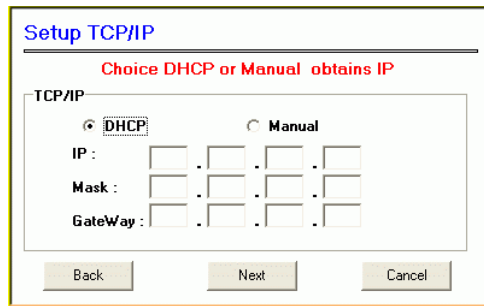 Setup TCP/IP
Choice DHCP or Manual obtains IP
TCP/IP
DHCP Manual
IP : . . .
Mask : . . .
GateWay : . . .
Back Next Cancel